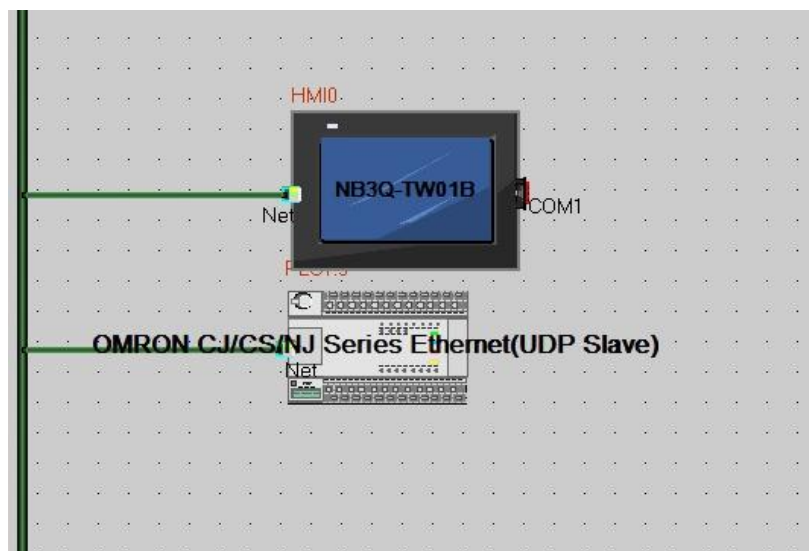 HMI0
NB3Q-TW01B
Net
COM1
OMRON CJ/CS/NJ Series Ethernet(UDP Slave)
Net